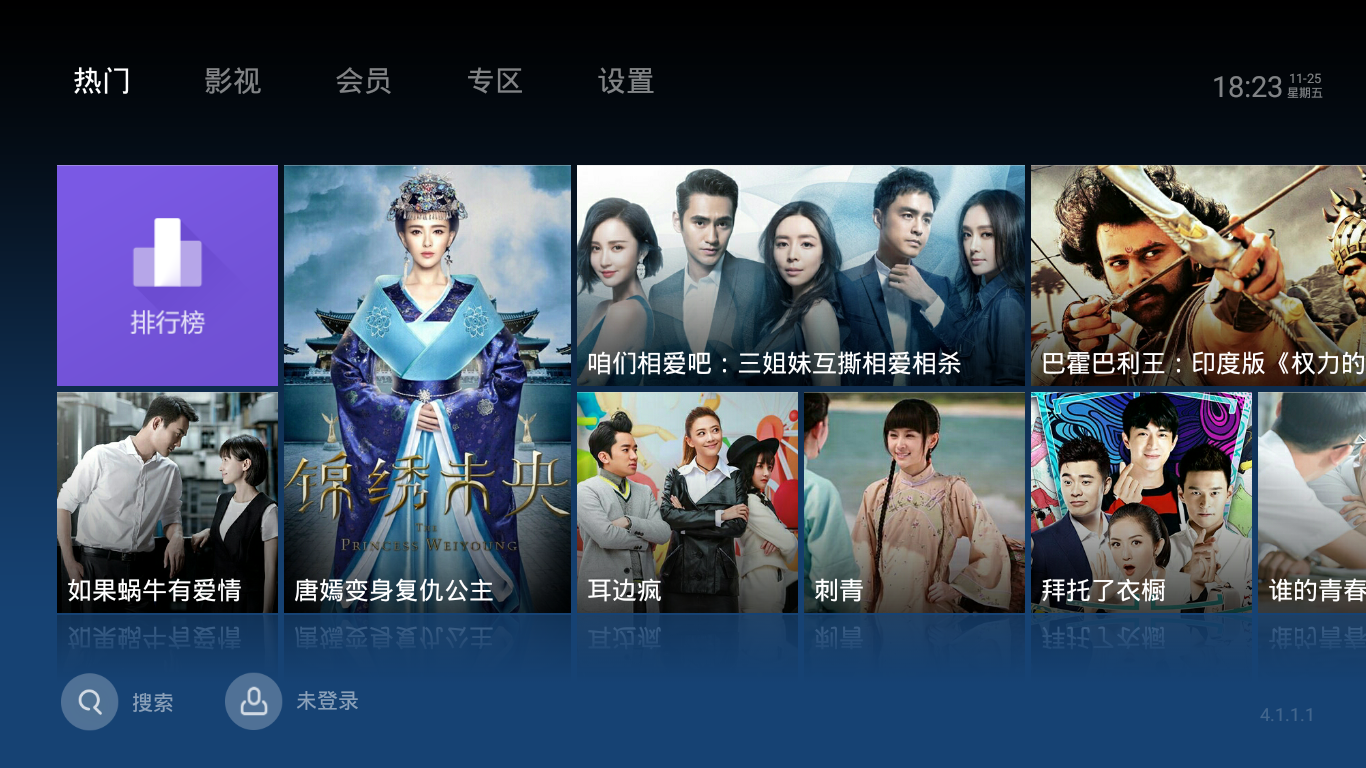 热门
影视
会员
专区
设置
18:23
11-25
星期五
排行榜
锦绣未央
THE
PRINCESS WEIYOUNG
唐嫣变身复仇公主
咱们相爱吧：三姐妹互撕相爱相杀
巴霍巴利王：印度版《权力的
如果蜗牛有爱情
耳边疯
刺青
拜托了衣橱
谁的青春
搜索
未登录
4.1.1.1